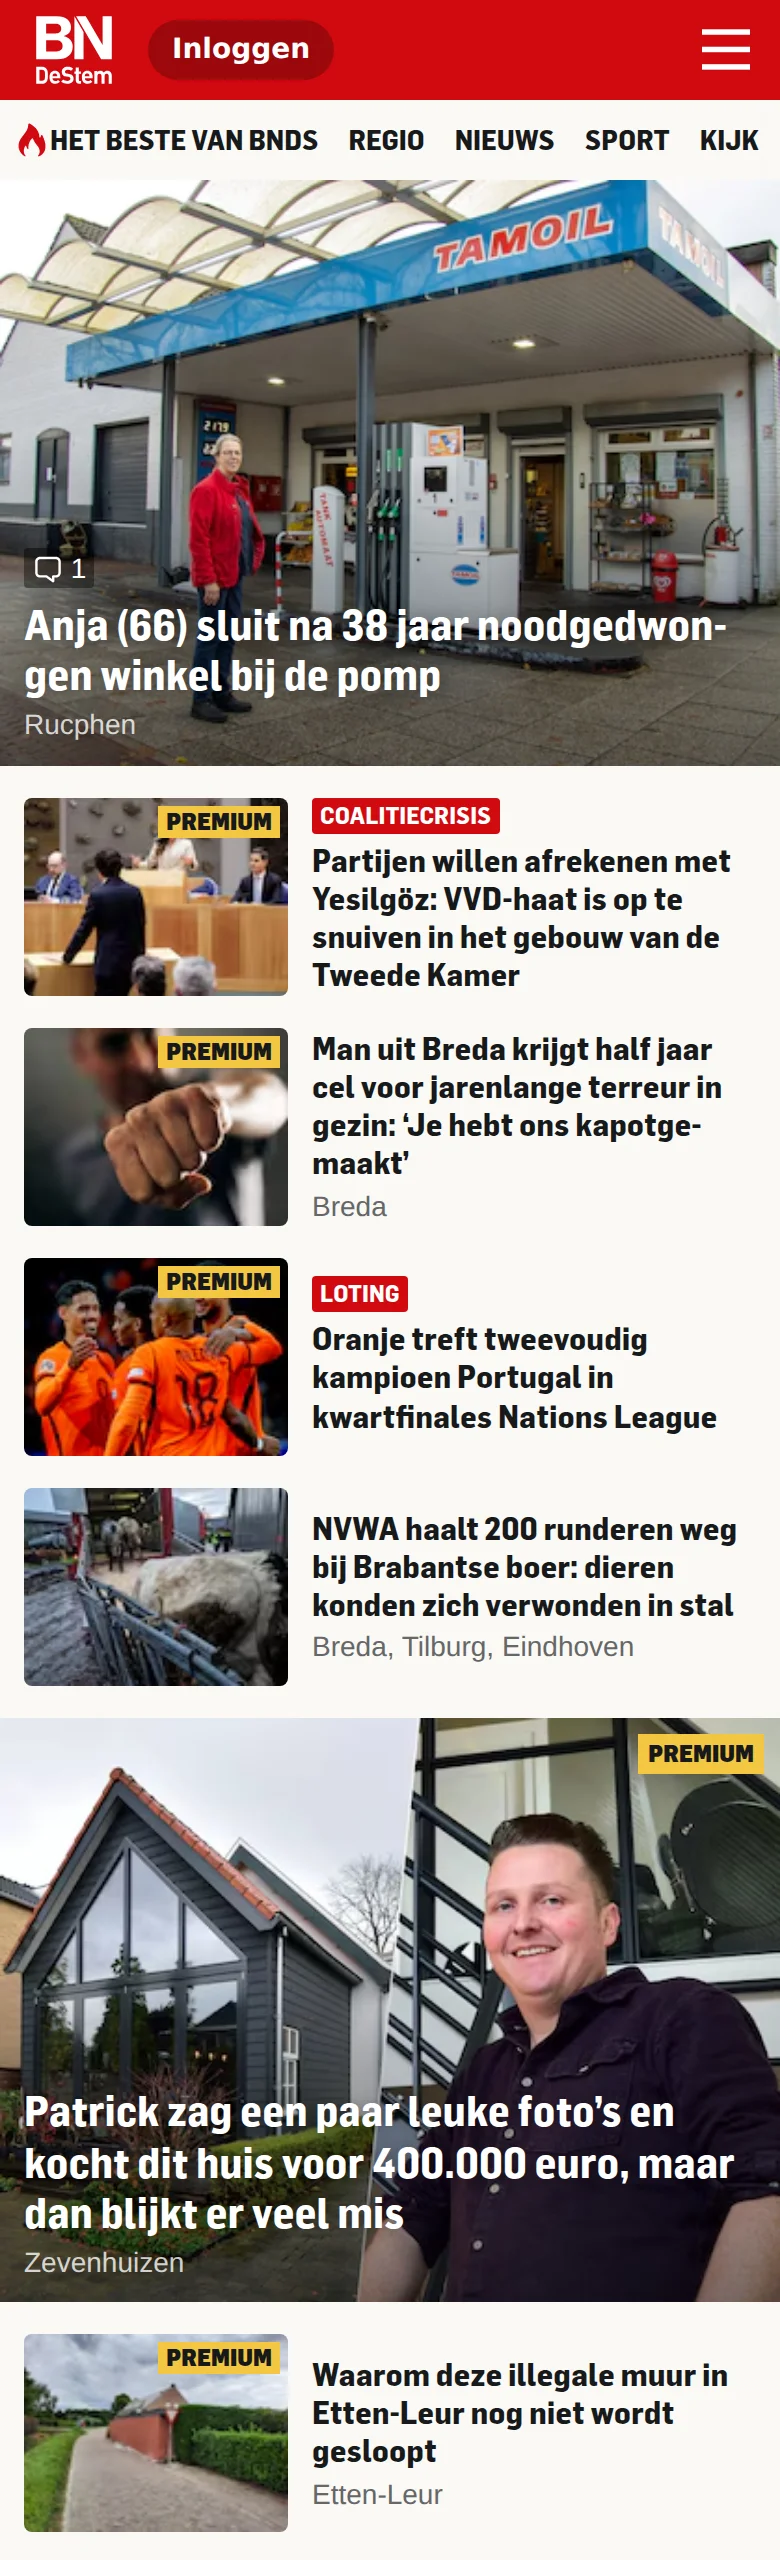 BN
DeStem
Inloggen
HET BESTE VAN BNDS REGIO NIEUWS SPORT KIJK
TAMOIL
TAMOIL
2179
TANK
AUTOMAAT
1
Anja (66) sluit na 38 jaar noodgedwon-
gen winkel bij de pomp
Rucphen
PREMIUM
COALITIECRISIS
Partijen willen afrekenen met
Yesilgöz: VVD-haat is op te
snuiven in het gebouw van de
Tweede Kamer
PREMIUM
Man uit Breda krijgt half jaar
cel voor jarenlange terreur in
gezin: ‘Je hebt ons kapotge-
maakt’
Breda
PREMIUM
18
LOTING
Oranje treft tweevoudig
kampioen Portugal in
kwartfinales Nations League
NVWA haalt 200 runderen weg
bij Brabantse boer: dieren
konden zich verwonden in stal
Breda, Tilburg, Eindhoven
PREMIUM
Patrick zag een paar leuke foto’s en
kocht dit huis voor 400.000 euro, maar
dan blijkt er veel mis
Zevenhuizen
PREMIUM
Waarom deze illegale muur in
Etten-Leur nog niet wordt
gesloopt
Etten-Leur